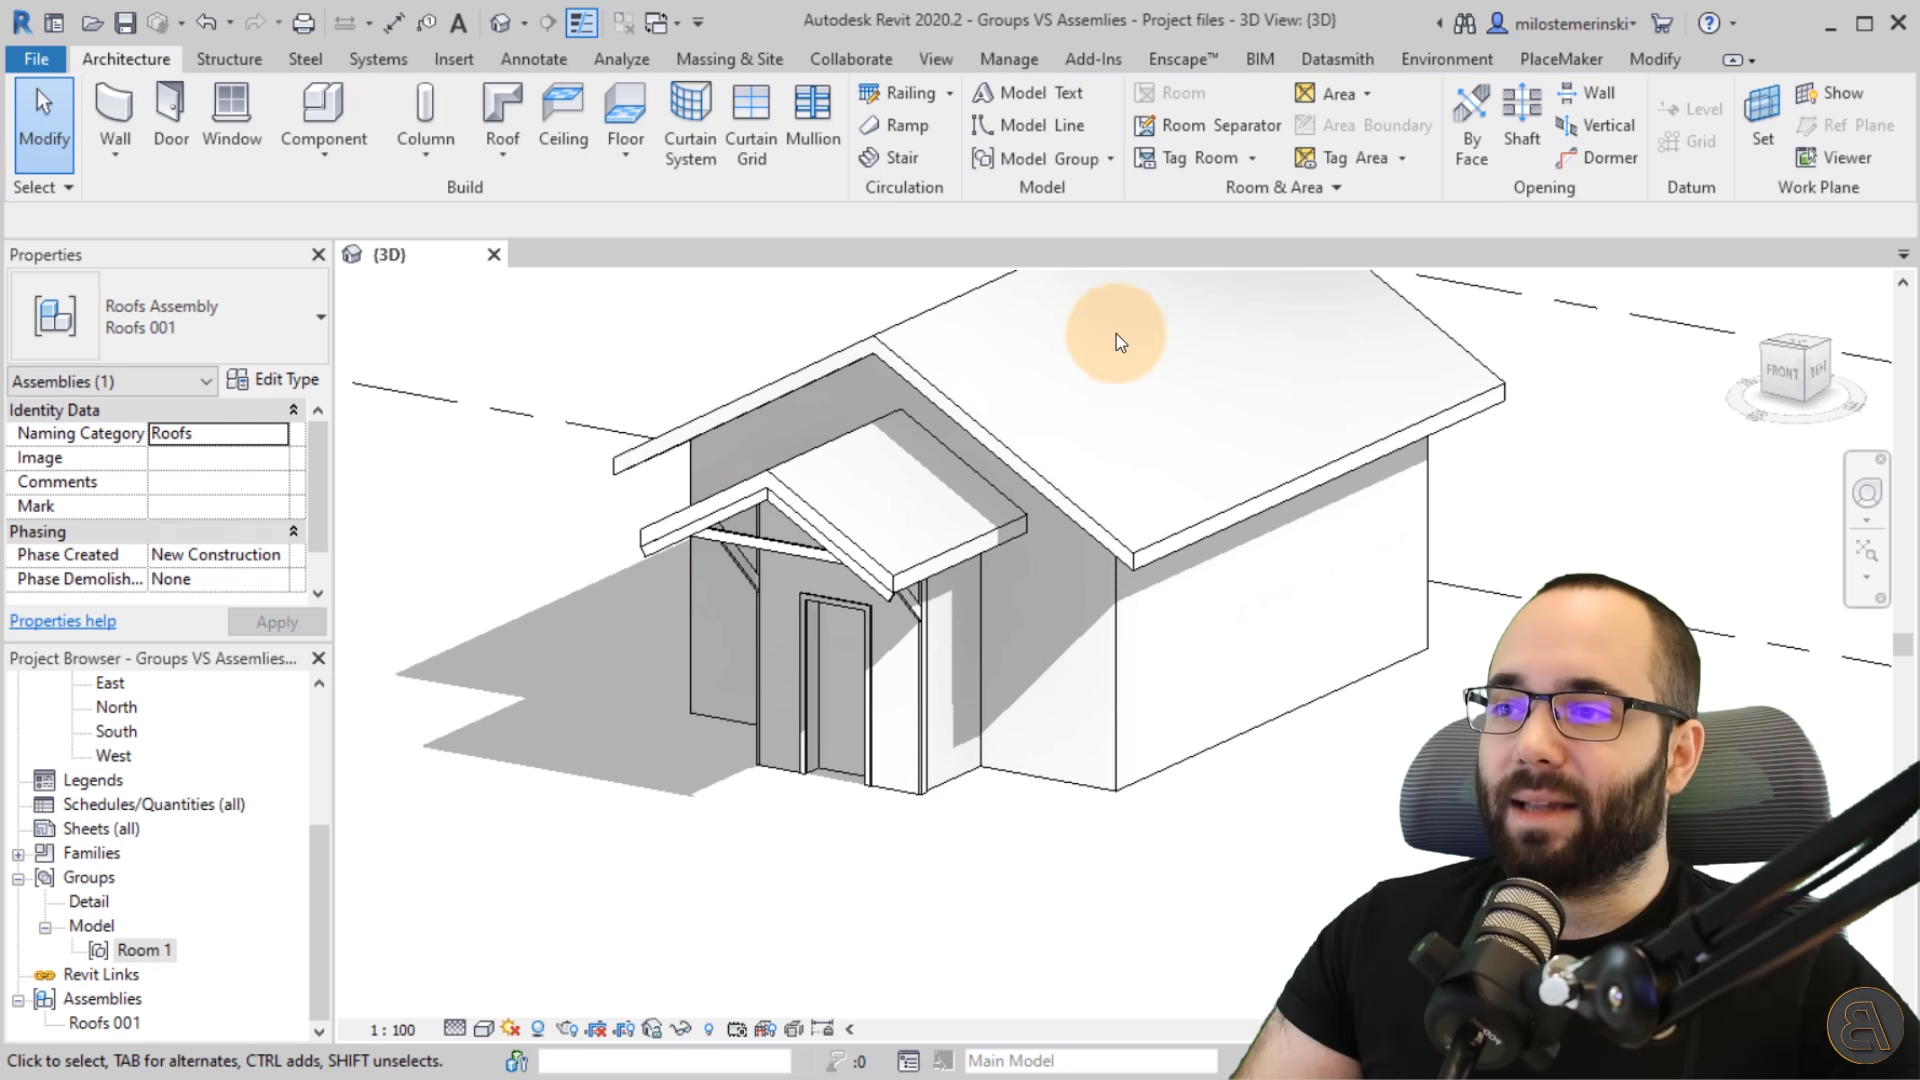 Autodesk Revit 2020.2 - Groups VS Assemlies - Project files - 3D View: {3D}
milostemerinski
File Architecture Structure Steel Systems Insert Annotate Analyze Massing & Site Collaborate View Manage Add-Ins Enscape™ BIM Datasmith Environment PlaceMaker Modify
Modify
Wall
Door
Window
Component
Column
Roof
Ceiling
Floor
Curtain System
Curtain Grid
Mullion
Railing
Ramp
Stair
Model Text
Model Line
Model Group
Room
Room Separator
Tag Room
Area
Area Boundary
Tag Area
By Face
Shaft
Wall
Vertical
Dormer
Level
Grid
Set
Show
Ref Plane
Viewer
Select Build Circulation Model Room & Area Opening Datum Work Plane
Properties
{3D}
Roofs Assembly
Roofs 001
Assemblies (1)
Edit Type
Identity Data
Naming Category Roofs
Image
Comments
Mark
Phasing
Phase Created New Construction
Phase Demolish... None
Properties help
Apply
FRONT
Project Browser - Groups VS Assemlies...
East
North
South
West
Legends
Schedules/Quantities (all)
Sheets (all)
Families
Groups
Detail
Model
Room 1
Revit Links
Assemblies
Roofs 001
1 : 100
Click to select, TAB for alternates, CTRL adds, SHIFT unselects.
:0
Main Model